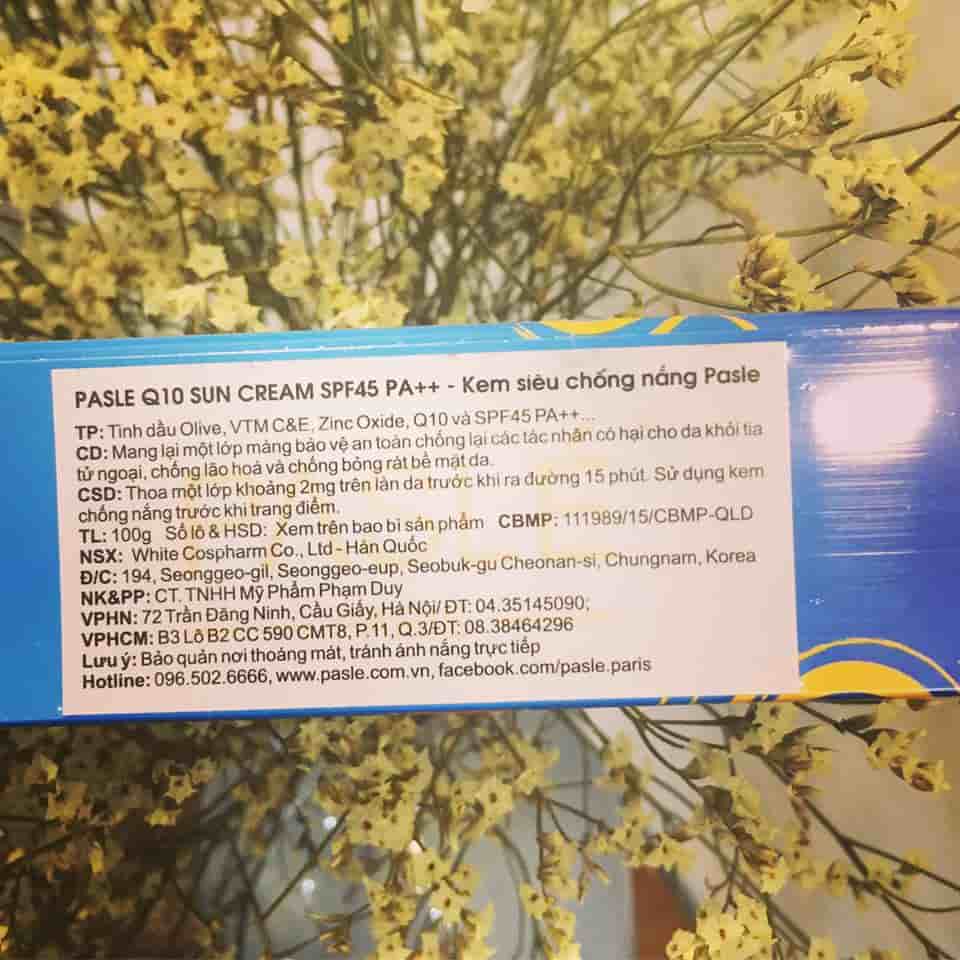 PASLE Q10 SUN CREAM SPF45 PA++ - Kem siêu chống nắng Pasle
TP: Tinh dầu Olive, VTM C&E, Zinc Oxide, Q10 và SPF45 PA++...
CD: Mang lại một lớp màng bảo vệ an toàn chống lại các tác nhân có hại cho da khỏi tia
tử ngoại, chống lão hoá và chống bỏng rát bề mặt da.
CSD: Thoa một lớp khoảng 2mg trên làn da trước khi ra đường 15 phút. Sử dụng kem
chống nắng trước khi trang điểm.
TL: 100g Số lô & HSD: Xem trên bao bì sản phẩm CBMP: 111989/15/CBMP-QLD
NSX: White Cospharm Co., Ltd - Hàn Quốc
Đ/C: 194, Seonggeo-gil, Seonggeo-eup, Seobuk-gu Cheonan-si, Chungnam, Korea
NK&PP: CT. TNHH Mỹ Phẩm Phạm Duy
VPHN: 72 Trần Đăng Ninh, Cầu Giấy, Hà Nội/ ĐT: 04.35145090;
VPHCM: B3 Lô B2 CC 590 CMT8, P.11, Q.3/ĐT: 08.38464296
Lưu ý: Bảo quản nơi thoáng mát, tránh ánh nắng trực tiếp
Hotline: 096.502.6666, www.pasle.com.vn, facebook.com/pasle.paris